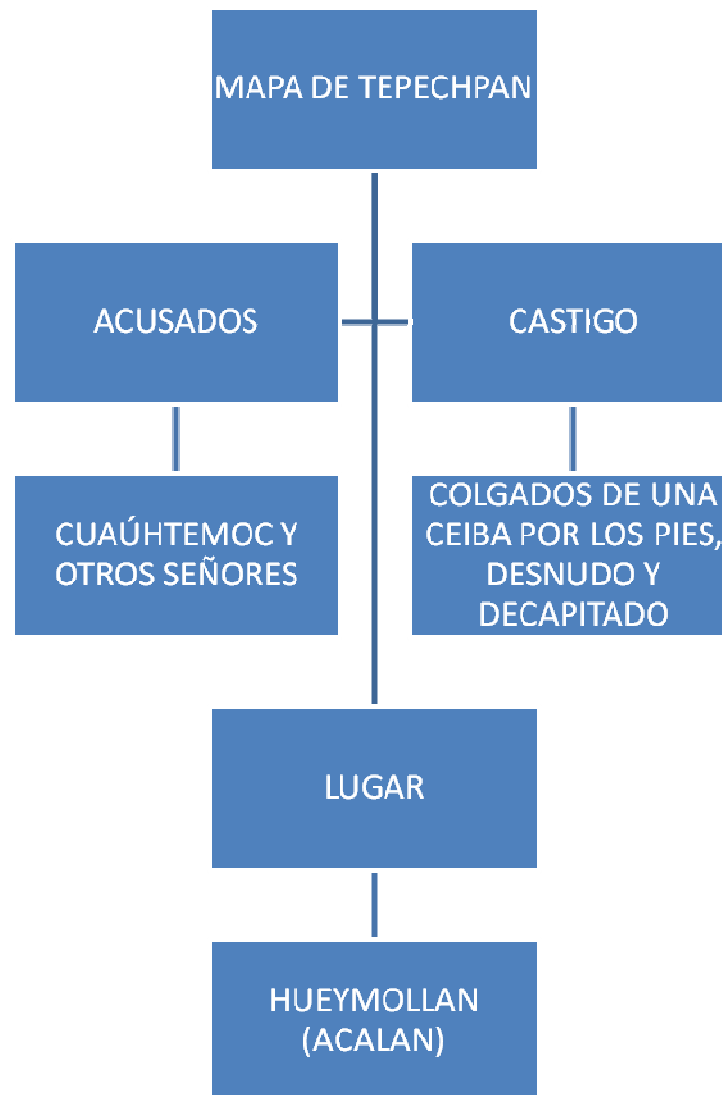 MAPA DE TEPECHPAN
ACUSADOS
CASTIGO
CUAÚHTEMOC Y
OTROS SEÑORES
COLGADOS DE UNA
CEIBA POR LOS PIES,
DESNUDO Y
DECAPITADO
LUGAR
HUEYMOLLAN
(ACALAN)